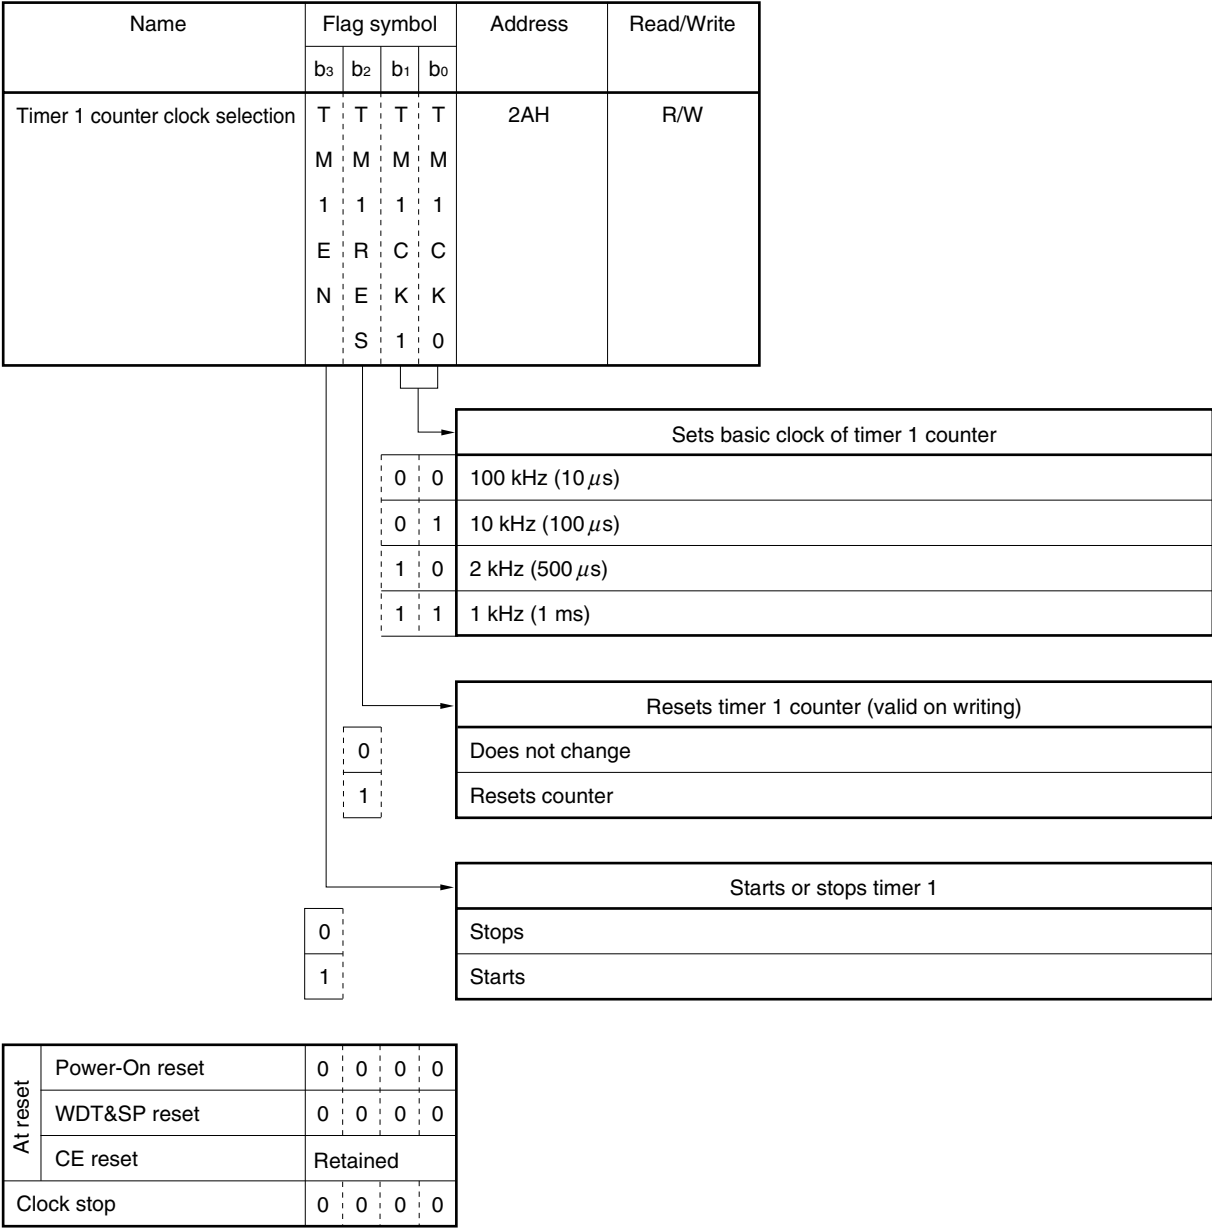 Name Flag symbol Address Read/Write
b3 b2 b1 b0
Timer 1 counter clock selection T T T T 2AH R/W
M M M M
1 1 1 1
E R C C
N E K K
S 1 0
Sets basic clock of timer 1 counter
0 0 100 kHz (10 μs)
0 1 10 kHz (100 μs)
1 0 2 kHz (500 μs)
1 1 1 kHz (1 ms)
Resets timer 1 counter (valid on writing)
0 Does not change
1 Resets counter
Starts or stops timer 1
0 Stops
1 Starts
At reset
Power-On reset 0 0 0 0
WDT&SP reset 0 0 0 0
CE reset Retained
Clock stop 0 0 0 0